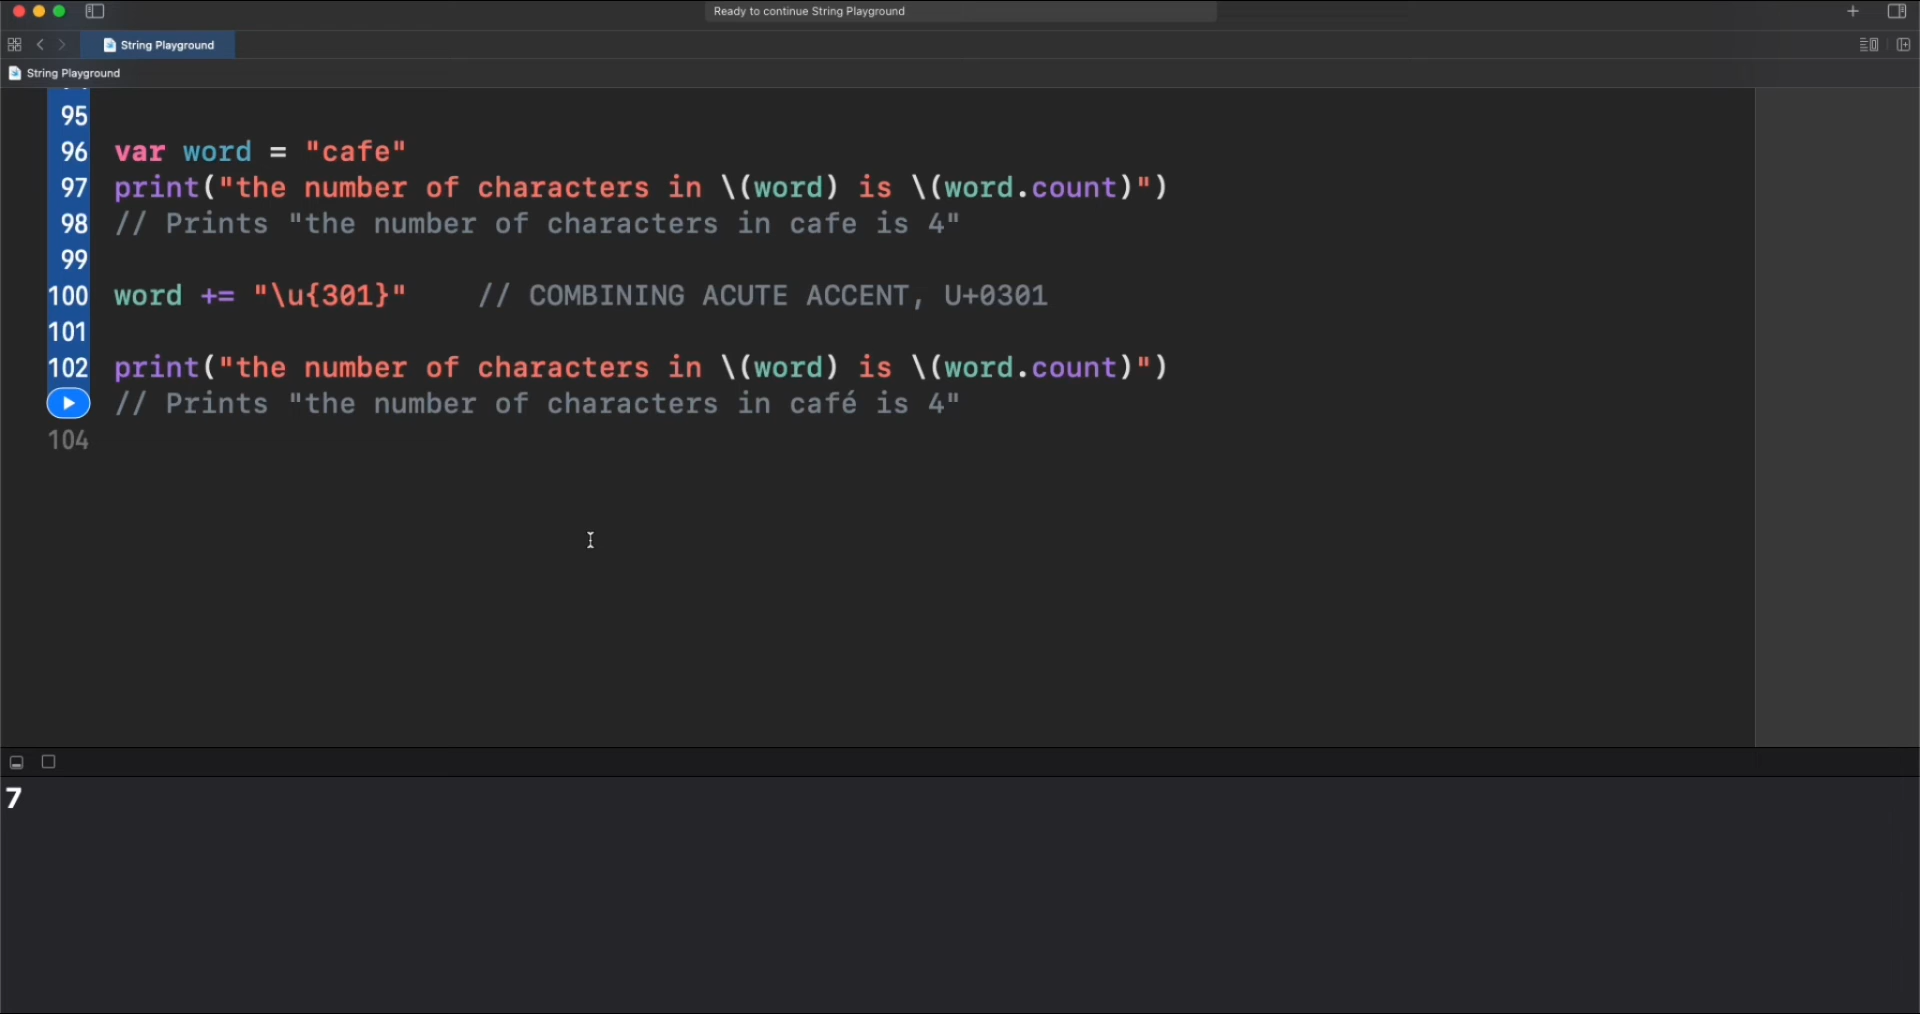 Ready to continue String Playground
String Playground
String Playground
95
96 var word = "cafe"
97 print("the number of characters in \(word) is \(word.count)")
98 // Prints "the number of characters in cafe is 4"
99
100 word += "\u{301}"    // COMBINING ACUTE ACCENT, U+0301
101
102 print("the number of characters in \(word) is \(word.count)")
// Prints "the number of characters in café is 4"
104
7